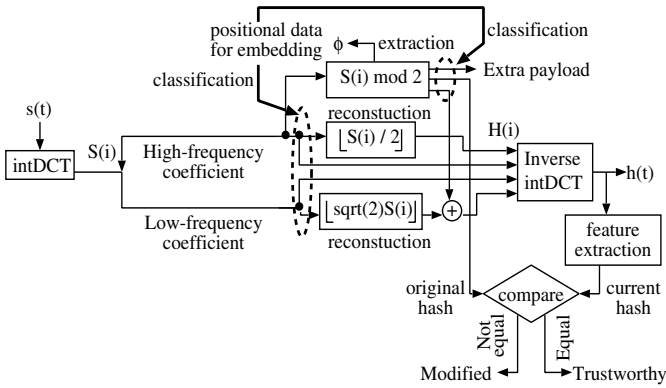 positional data
for embedding
classification
ϕ
extraction
classification
S(i) mod 2
Extra payload
s(t)
reconstuction
H(i)
S(i)
intDCT
High-frequency
coefficient
⌊S(i) / 2⌋
Inverse
intDCT
h(t)
Low-frequency
coefficient
⌊sqrt(2)S(i)⌋
+
reconstuction
feature
extraction
original
hash
compare
current
hash
Not
equal
Equal
Modified
Trustworthy